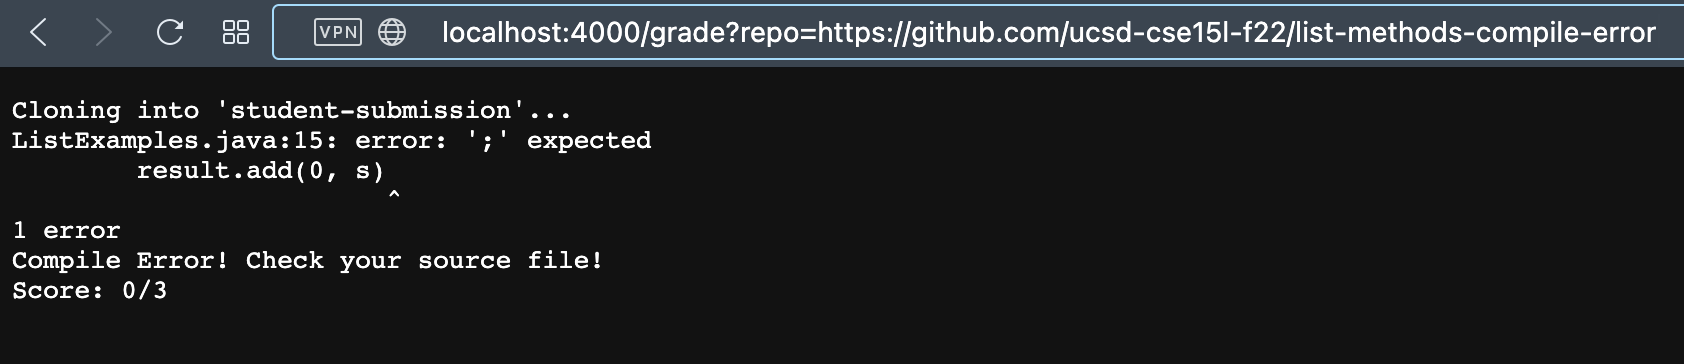 VPN localhost:4000/grade?repo=https://github.com/ucsd-cse15l-f22/list-methods-compile-error
Cloning into 'student-submission'...
ListExamples.java:15: error: ';' expected
        result.add(0, s)
                        ^
1 error
Compile Error! Check your source file!
Score: 0/3